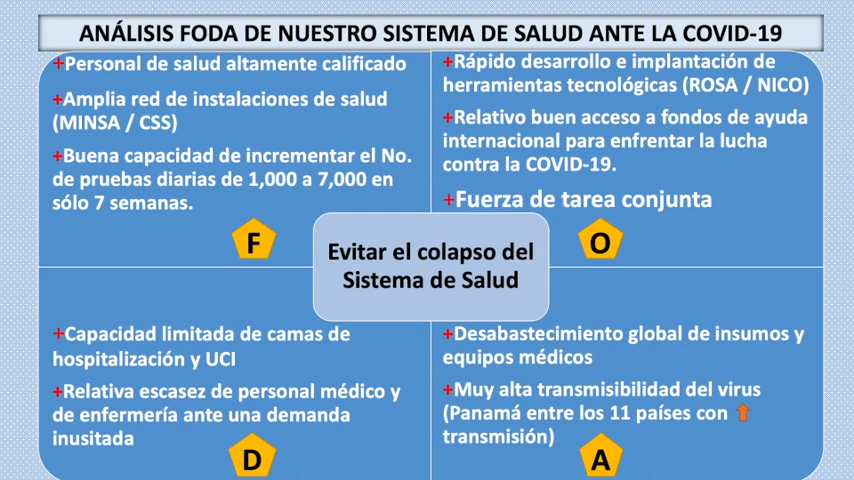 ANÁLISIS FODA DE NUESTRO SISTEMA DE SALUD ANTE LA COVID-19
+Personal de salud altamente calificado
+Amplia red de instalaciones de salud
(MINSA / CSS)
+Buena capacidad de incrementar el No.
de pruebas diarias de 1,000 a 7,000 en
sólo 7 semanas.
F
+Rápido desarrollo e implantación de
herramientas tecnológicas (ROSA / NICO)
+Relativo buen acceso a fondos de ayuda
internacional para enfrentar la lucha
contra la COVID-19.
+Fuerza de tarea conjunta
O
Evitar el colapso del
Sistema de Salud
+Capacidad limitada de camas de
hospitalización y UCI
+Relativa escasez de personal médico y
de enfermería ante una demanda
inusitada
D
+Desabastecimiento global de insumos y
equipos médicos
+Muy alta transmisibilidad del virus
(Panamá entre los 11 países con
transmisión)
A